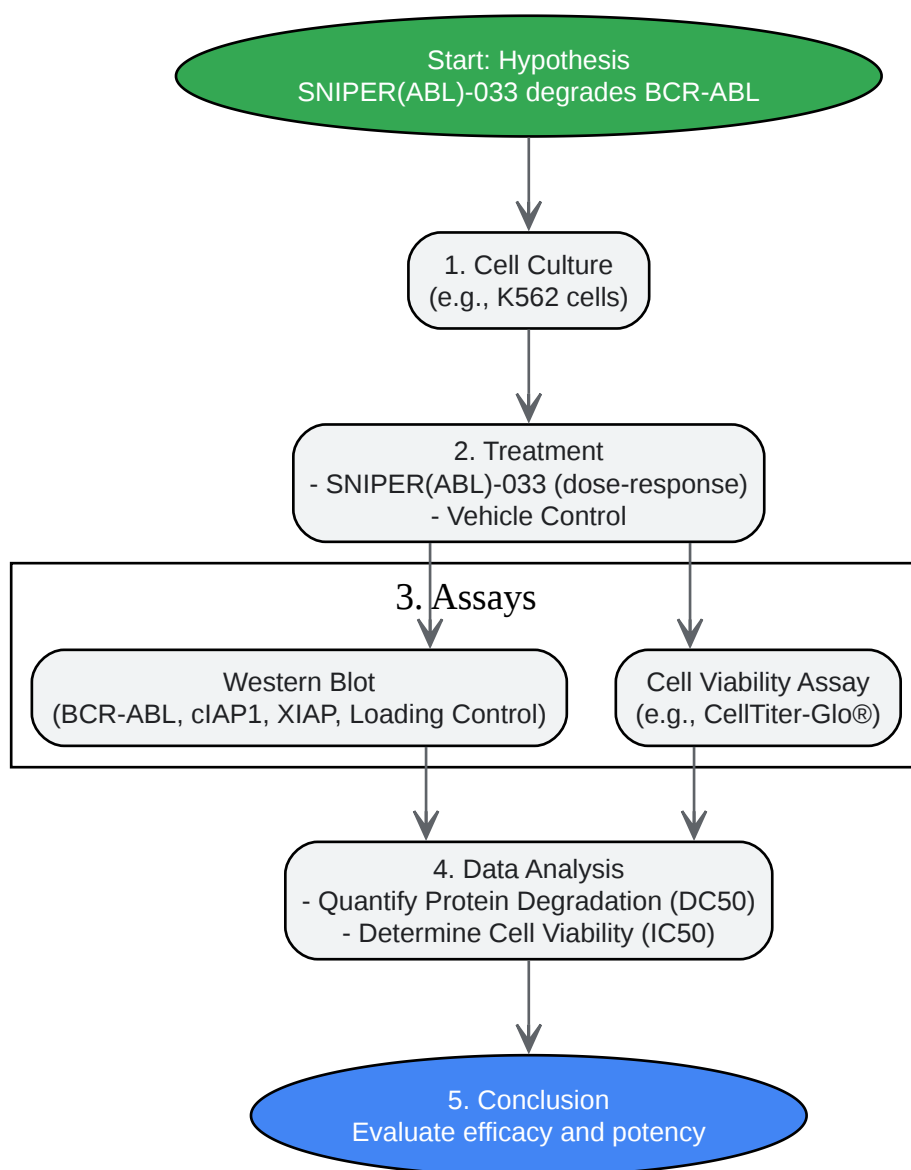 Start: Hypothesis
SNIPER(ABL)-033 degrades BCR-ABL
1. Cell Culture
(e.g., K562 cells)
2. Treatment
- SNIPER(ABL)-033 (dose-response)
- Vehicle Control
3. Assays
Western Blot
(BCR-ABL, cIAP1, XIAP, Loading Control)
Cell Viability Assay
(e.g., CellTiter-Glo®)
4. Data Analysis
- Quantify Protein Degradation (DC50)
- Determine Cell Viability (IC50)
5. Conclusion
Evaluate efficacy and potency